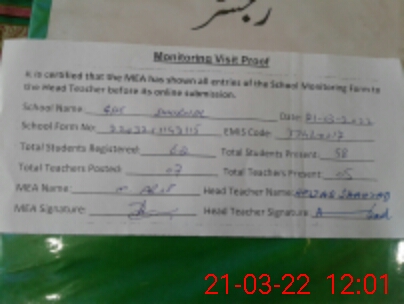 رجسٹر
Monitoring Visit Proof
It is certified that the MEA has shown all entries of the School Monitoring Form to
the Head Teacher before its online submission.
School Name: Date: 21-03-2022
School Form No: EMIS Code:
Total Students Registered: Total Students Present: 58
Total Teachers Posted: 07 Total Teachers Present: 05
MEA Name: M. ARIF Head Teacher Name:
MEA Signature: Head Teacher Signature:
21-03-22 12:01